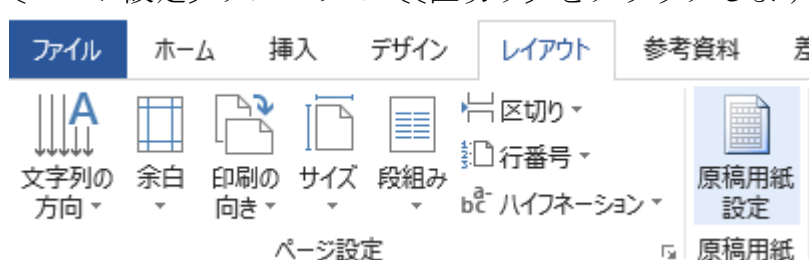 ファイル ホーム 挿入 デザイン レイアウト 参考資料
文字列の方向 余白 印刷の向き サイズ 段組み
区切り
行番号
ハイフネーション
原稿用紙設定
ページ設定 原稿用紙